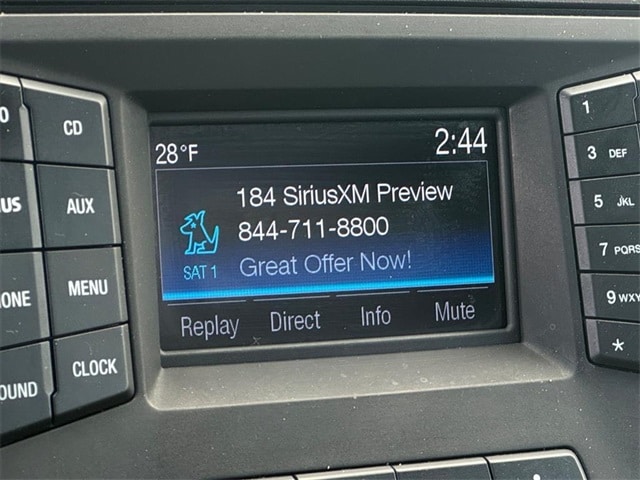 CD
AUX
MENU
CLOCK
28°F 2:44
184 SiriusXM Preview
844-711-8800
SAT 1 Great Offer Now!
Replay Direct Info Mute
1
3 DEF
5 JKL
7 PQRS
9 WXY
*